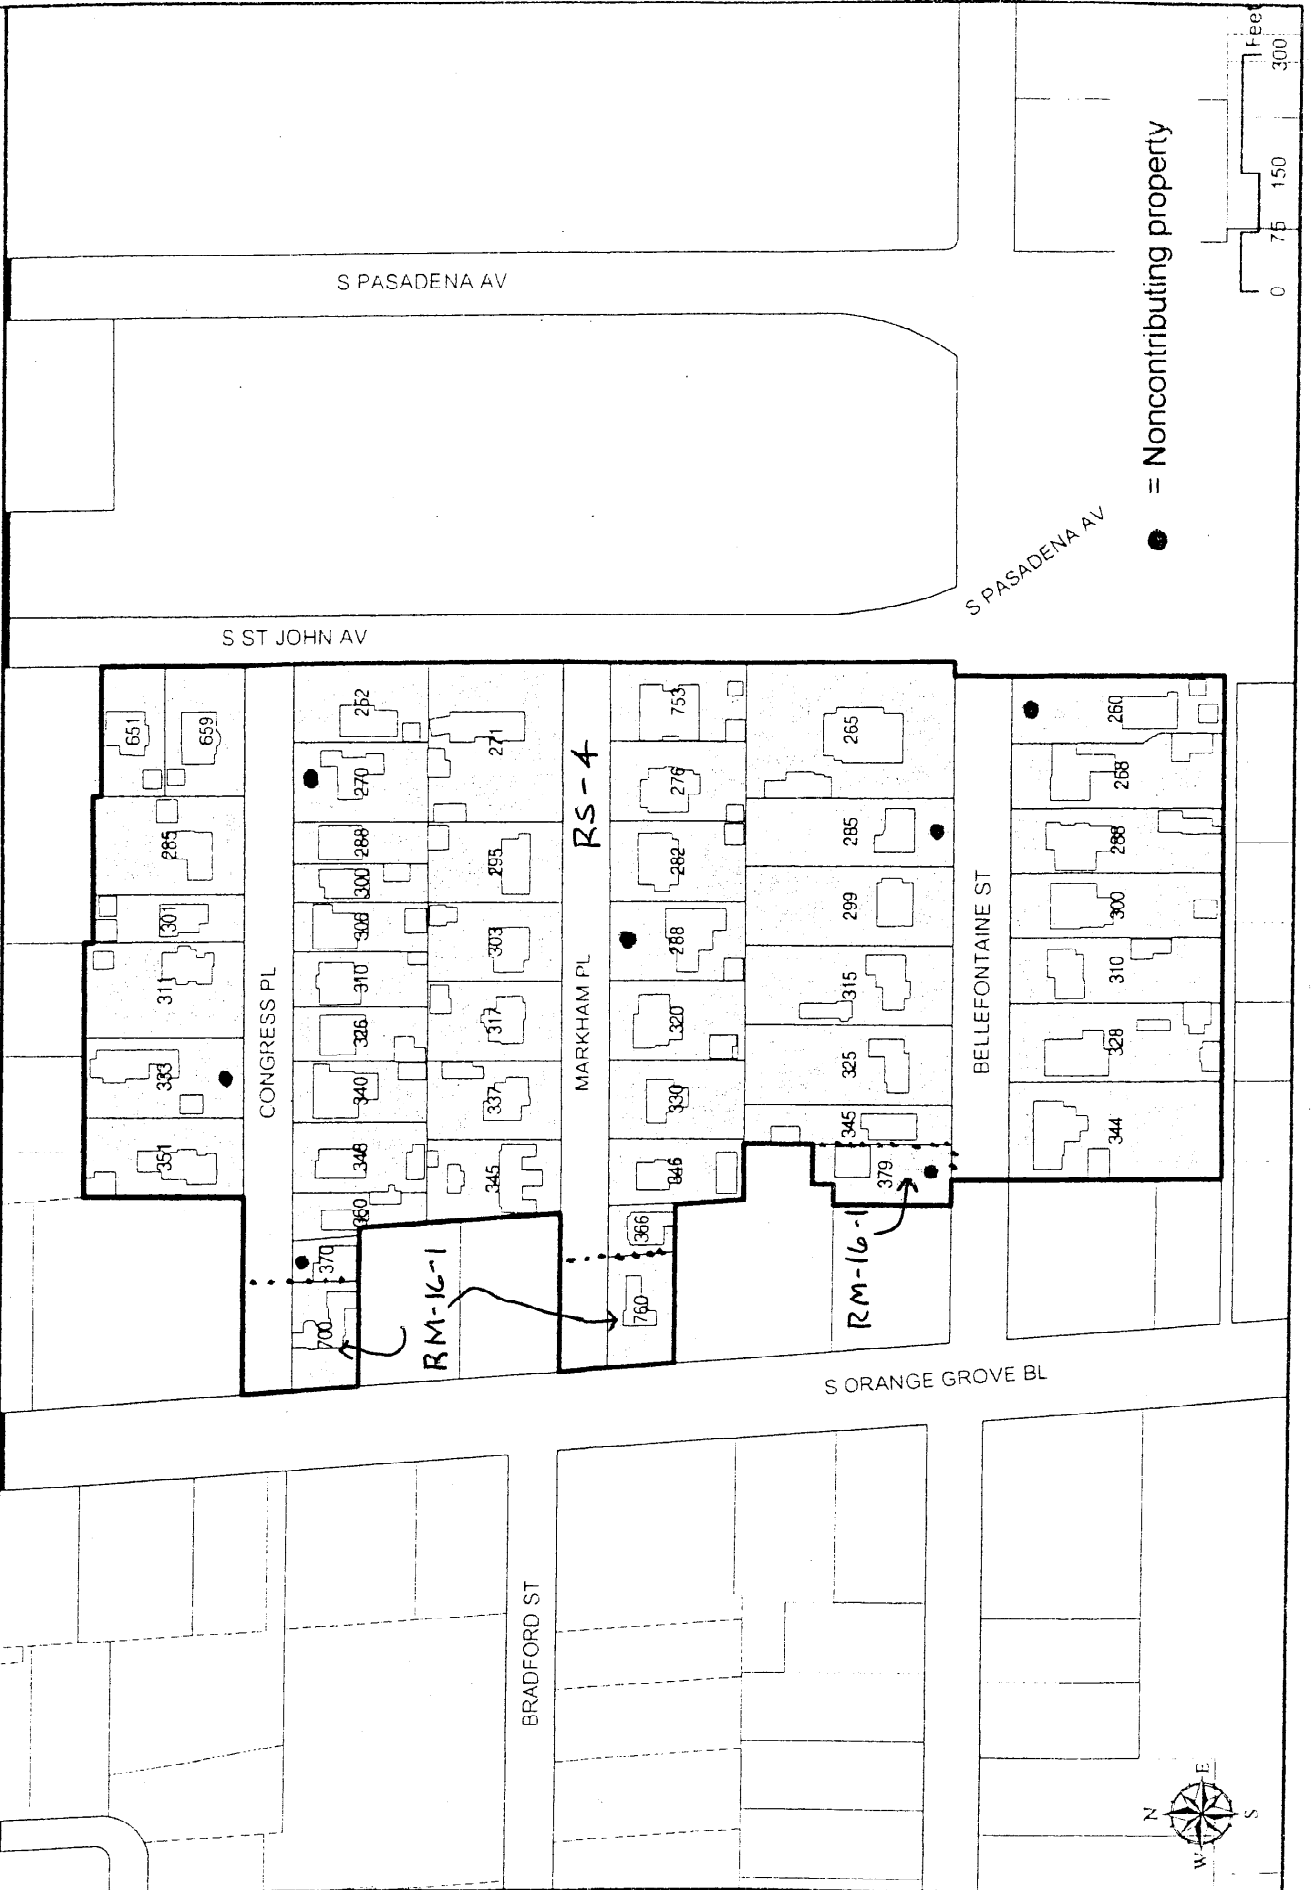 S PASADENA AV
S ST JOHN AV
S PASADENA AV
● = Noncontributing property
0 75 150 300
Feet
651
659
285
301
311
333
351
CONGRESS PL
252
270
288
300
306
310
326
340
346
360
370
700
271
295
303
317
337
345
RM-16-1
MARKHAM PL
RS-4
753
276
282
288
320
330
346
366
760
265
285
299
315
325
345
379
RM-16-1
BELLEFONTAINE ST
260
268
288
300
310
328
344
S ORANGE GROVE BL
BRADFORD ST
N
E
S
W